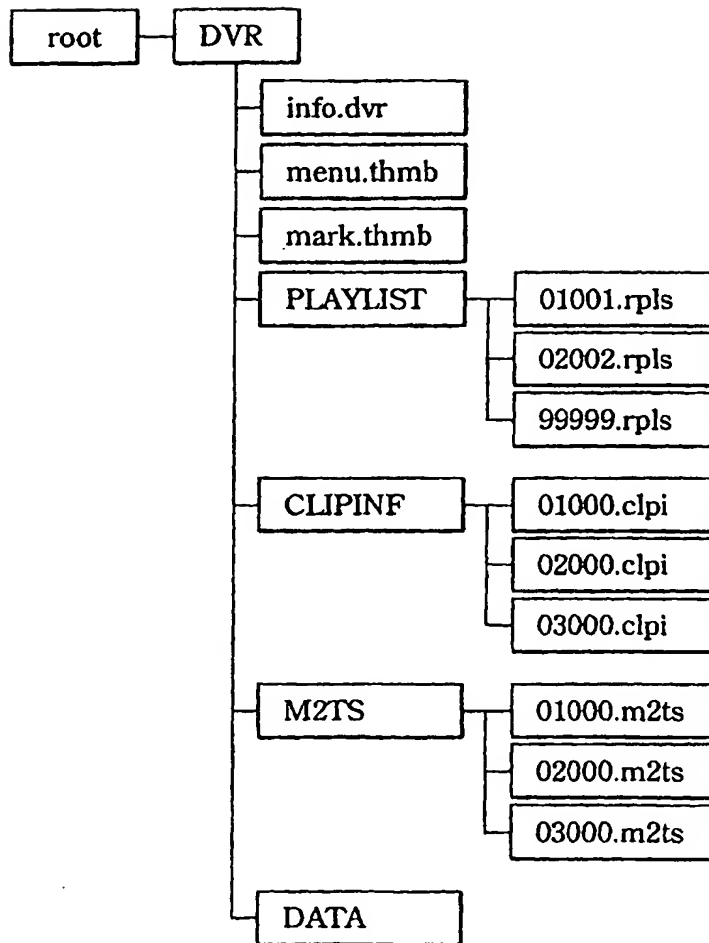 root
DVR
info.dvr
menu.thmb
mark.thmb
PLAYLIST
01001.rpls
02002.rpls
99999.rpls
CLIPINF
01000.clpi
02000.clpi
03000.clpi
M2TS
01000.m2ts
02000.m2ts
03000.m2ts
DATA